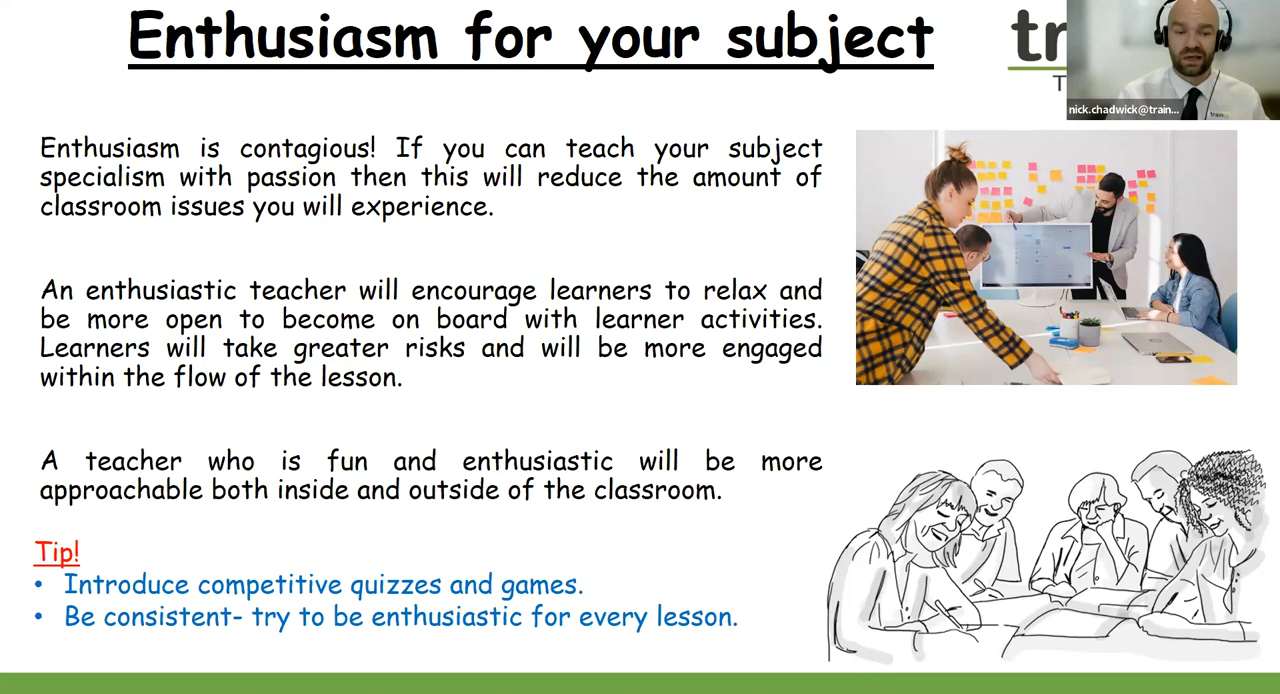 Enthusiasm for your subject
nick.chadwick@train...
Enthusiasm is contagious! If you can teach your subject
specialism with passion then this will reduce the amount of
classroom issues you will experience.
An enthusiastic teacher will encourage learners to relax and
be more open to become on board with learner activities.
Learners will take greater risks and will be more engaged
within the flow of the lesson.
A teacher who is fun and enthusiastic will be more
approachable both inside and outside of the classroom.
Tip!
• Introduce competitive quizzes and games.
• Be consistent- try to be enthusiastic for every lesson.